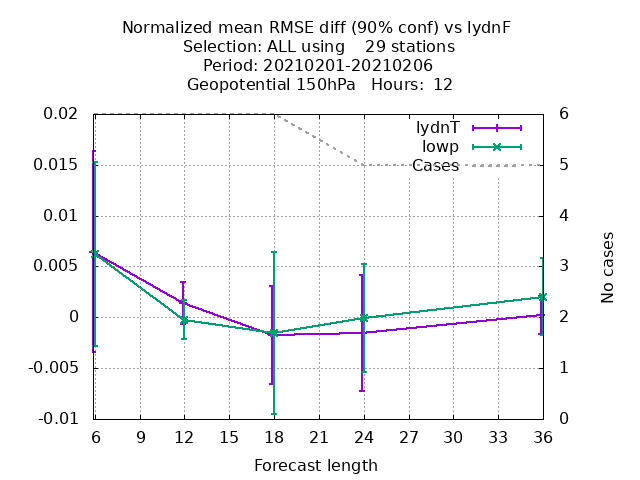 Normalized mean RMSE diff (90% conf) vs lydnF
Selection: ALL using    29 stations
Period: 20210201-20210206
Geopotential 150hPa   Hours:  12
0.02
0.015
0.01
0.005
0
-0.005
-0.01
6
5
4
3
2
1
0
lydnT
lowp
Cases
No cases
6 9 12 15 18 21 24 27 30 33 36
Forecast length